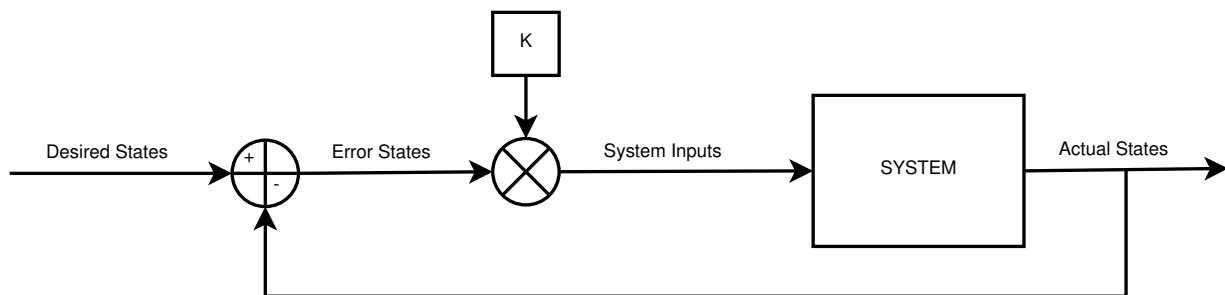 K
Desired States
+
-
Error States
System Inputs
SYSTEM
Actual States